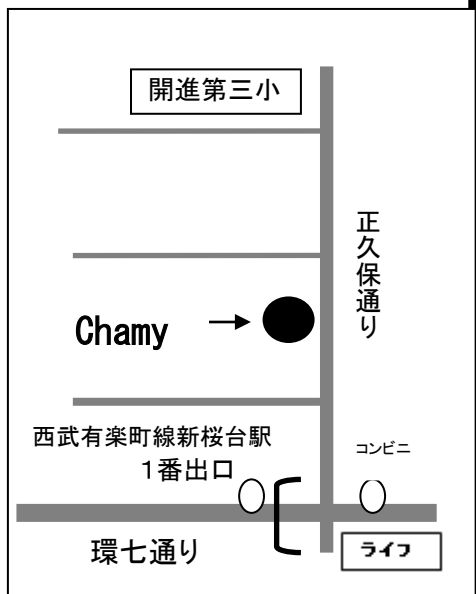 開進第三小
正久保通り
Chamy →
西武有楽町線新桜台駅
１番出口
コンビニ
環七通り
ライフ